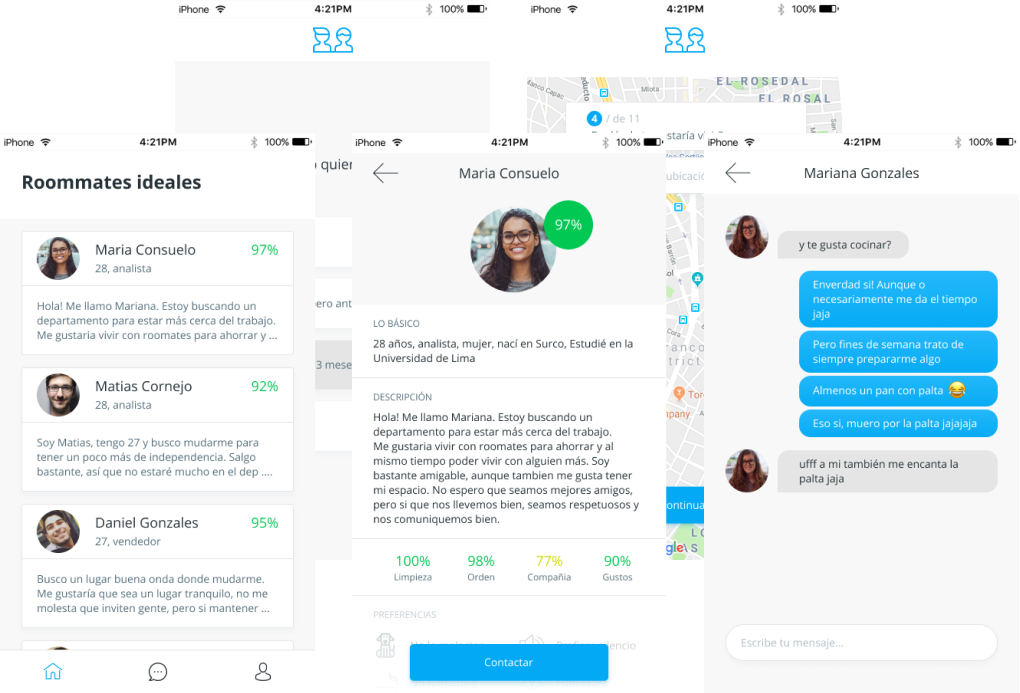 iPhone
4:21PM
100%
iPhone
4:21PM
100%
Manco Capac
Miota
EL ROSEDAL
EL ROSAL
4 / de 11
iPhone
4:21PM
100%
Roommates ideales
Maria Consuelo
97%
28, analista
Hola! Me llamo Mariana. Estoy buscando un
departamento para estar más cerca del trabajo.
Me gustaria vivir con roomates para ahorrar y ...
Matias Cornejo
92%
28, analista
Soy Matias, tengo 27 y busco mudarme para
tener un poco más de independencia. Salgo
bastante, así que no estaré mucho en el dep ....
Daniel Gonzales
95%
27, vendedor
Busco un lugar buena onda donde mudarme.
Me gustaría que sea un lugar tranquilo, no me
molesta que inviten gente, pero si mantener ...
o quier
ero ant
3 mese
iPhone
4:21PM
100%
Maria Consuelo
97%
LO BÁSICO
28 años, analista, mujer, nací en Surco, Estudié en la
Universidad de Lima
DESCRIPCIÓN
Hola! Me llamo Mariana. Estoy buscando un
departamento para estar más cerca del trabajo.
Me gustaria vivir con roomates para ahorrar y al
mismo tiempo poder vivir con alguien más. Soy
bastante amigable, aunque tambien me gusta tener
mi espacio. No espero que seamos mejores amigos,
pero si que nos llevemos bien, seamos respetuosos y
nos comuniquemos bien.
100%
98%
77%
90%
Limpieza
Orden
Compañia
Gustos
PREFERENCIAS
Contactar
ubicació
ontinua
iPhone
4:21PM
100%
Mariana Gonzales
y te gusta cocinar?
Enverdad si! Aunque o
necesariamente me da el tiempo
jaja
Pero fines de semana trato de
siempre prepararme algo
Almenos un pan con palta 😂
Eso si, muero por la palta jajajaja
ufff a mi también me encanta la
palta jaja
Escribe tu mensaje...